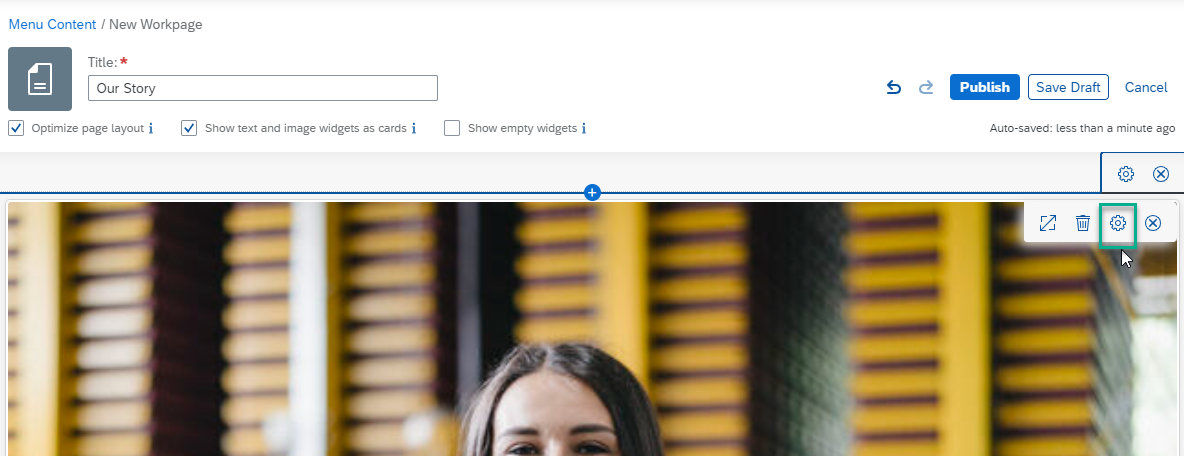 Menu Content / New Workpage
Title: *
Our Story
Publish
Save Draft
Cancel
Optimize page layout i
Show text and image widgets as cards i
Show empty widgets i
Auto-saved: less than a minute ago